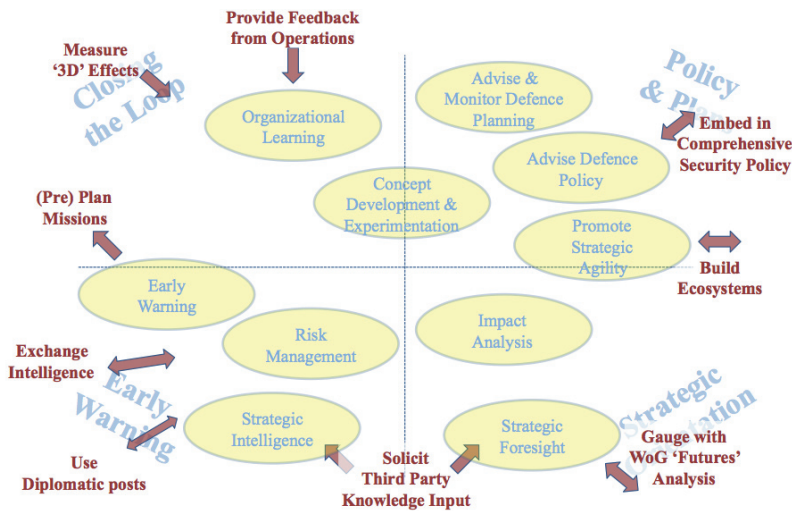 Provide Feedback
from Operations
Measure
‘3D’ Effects
Closing
the Loop
Organizational
Learning
Advise &
Monitor Defence
Planning
Policy
& Plans
Embed in
Comprehensive
Security Policy
Advise Defence
Policy
Concept
Development &
Experimentation
(Pre) Plan
Missions
Promote
Strategic
Agility
Build
Ecosystems
Early
Warning
Risk
Management
Impact
Analysis
Exchange
Intelligence
Early
Warning
Strategic
Intelligence
Strategic
Foresight
Strategic
Orientation
Use
Diplomatic posts
Solicit
Third Party
Knowledge Input
Gauge with
WoG ‘Futures’
Analysis